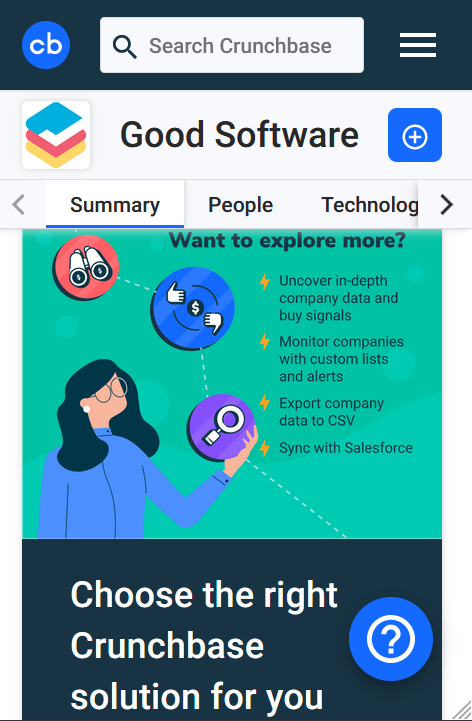 cb
Search Crunchbase
Good Software
Summary
People
Technolog
Want to explore more?
Uncover in-depth
company data and
buy signals
Monitor companies
with custom lists
and alerts
Export company
data to CSV
Sync with Salesforce
$ $
$
Choose the right
Crunchbase
solution for you
?